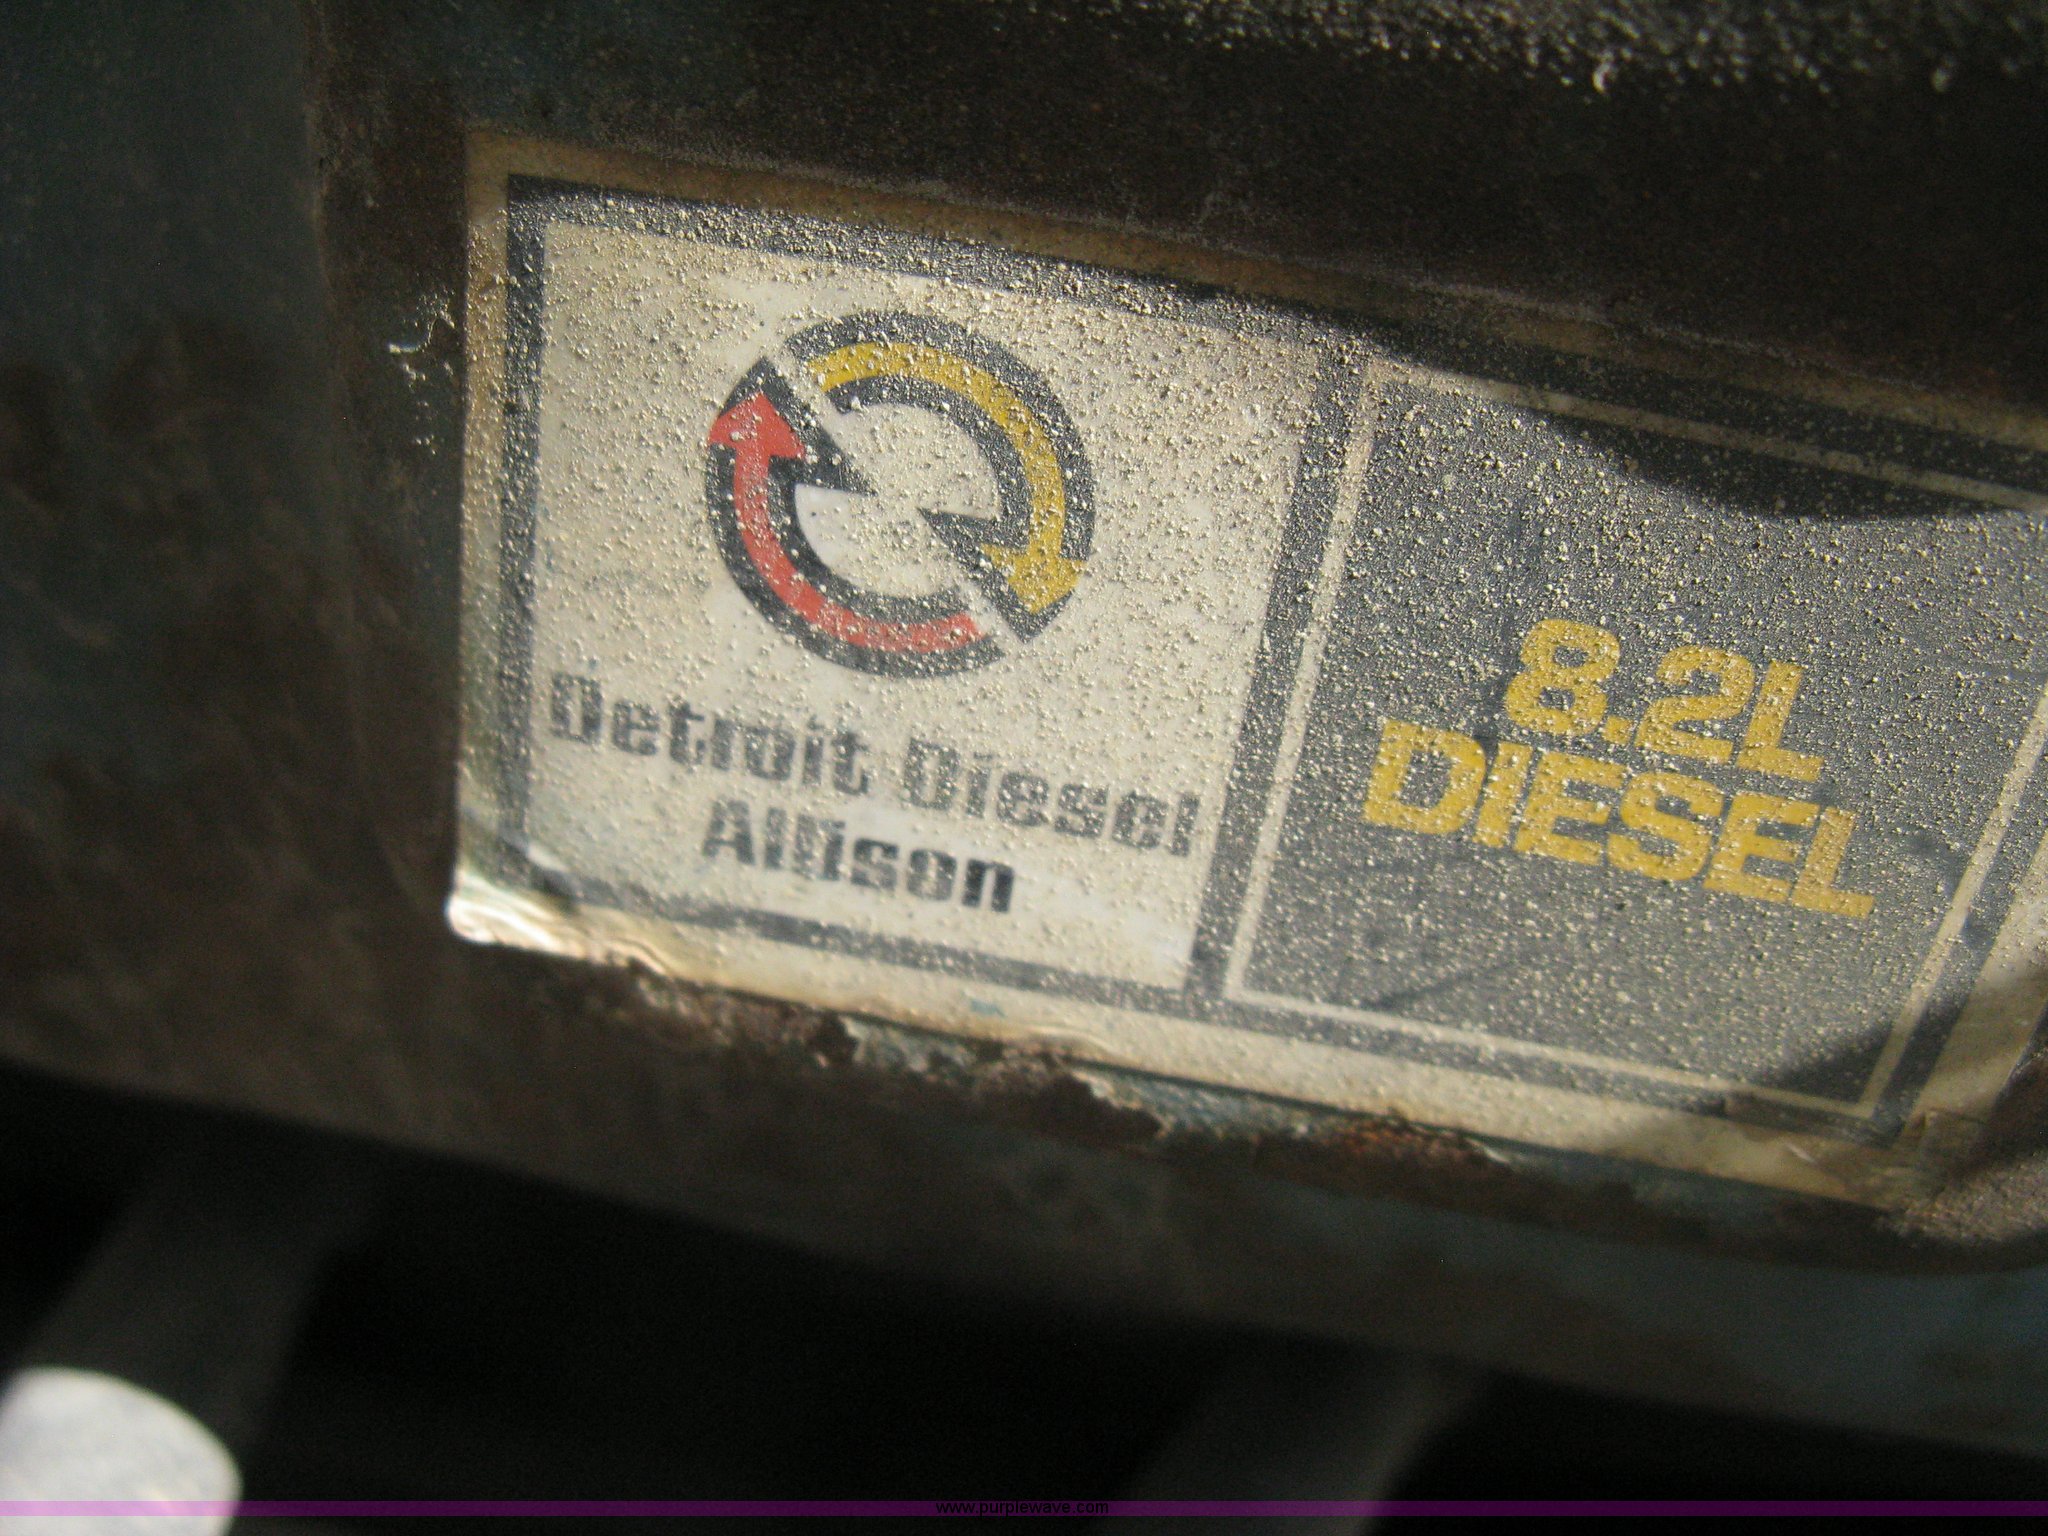 Detroit Diesel
Allison
8.2L
DIESEL
www.purplewave.com